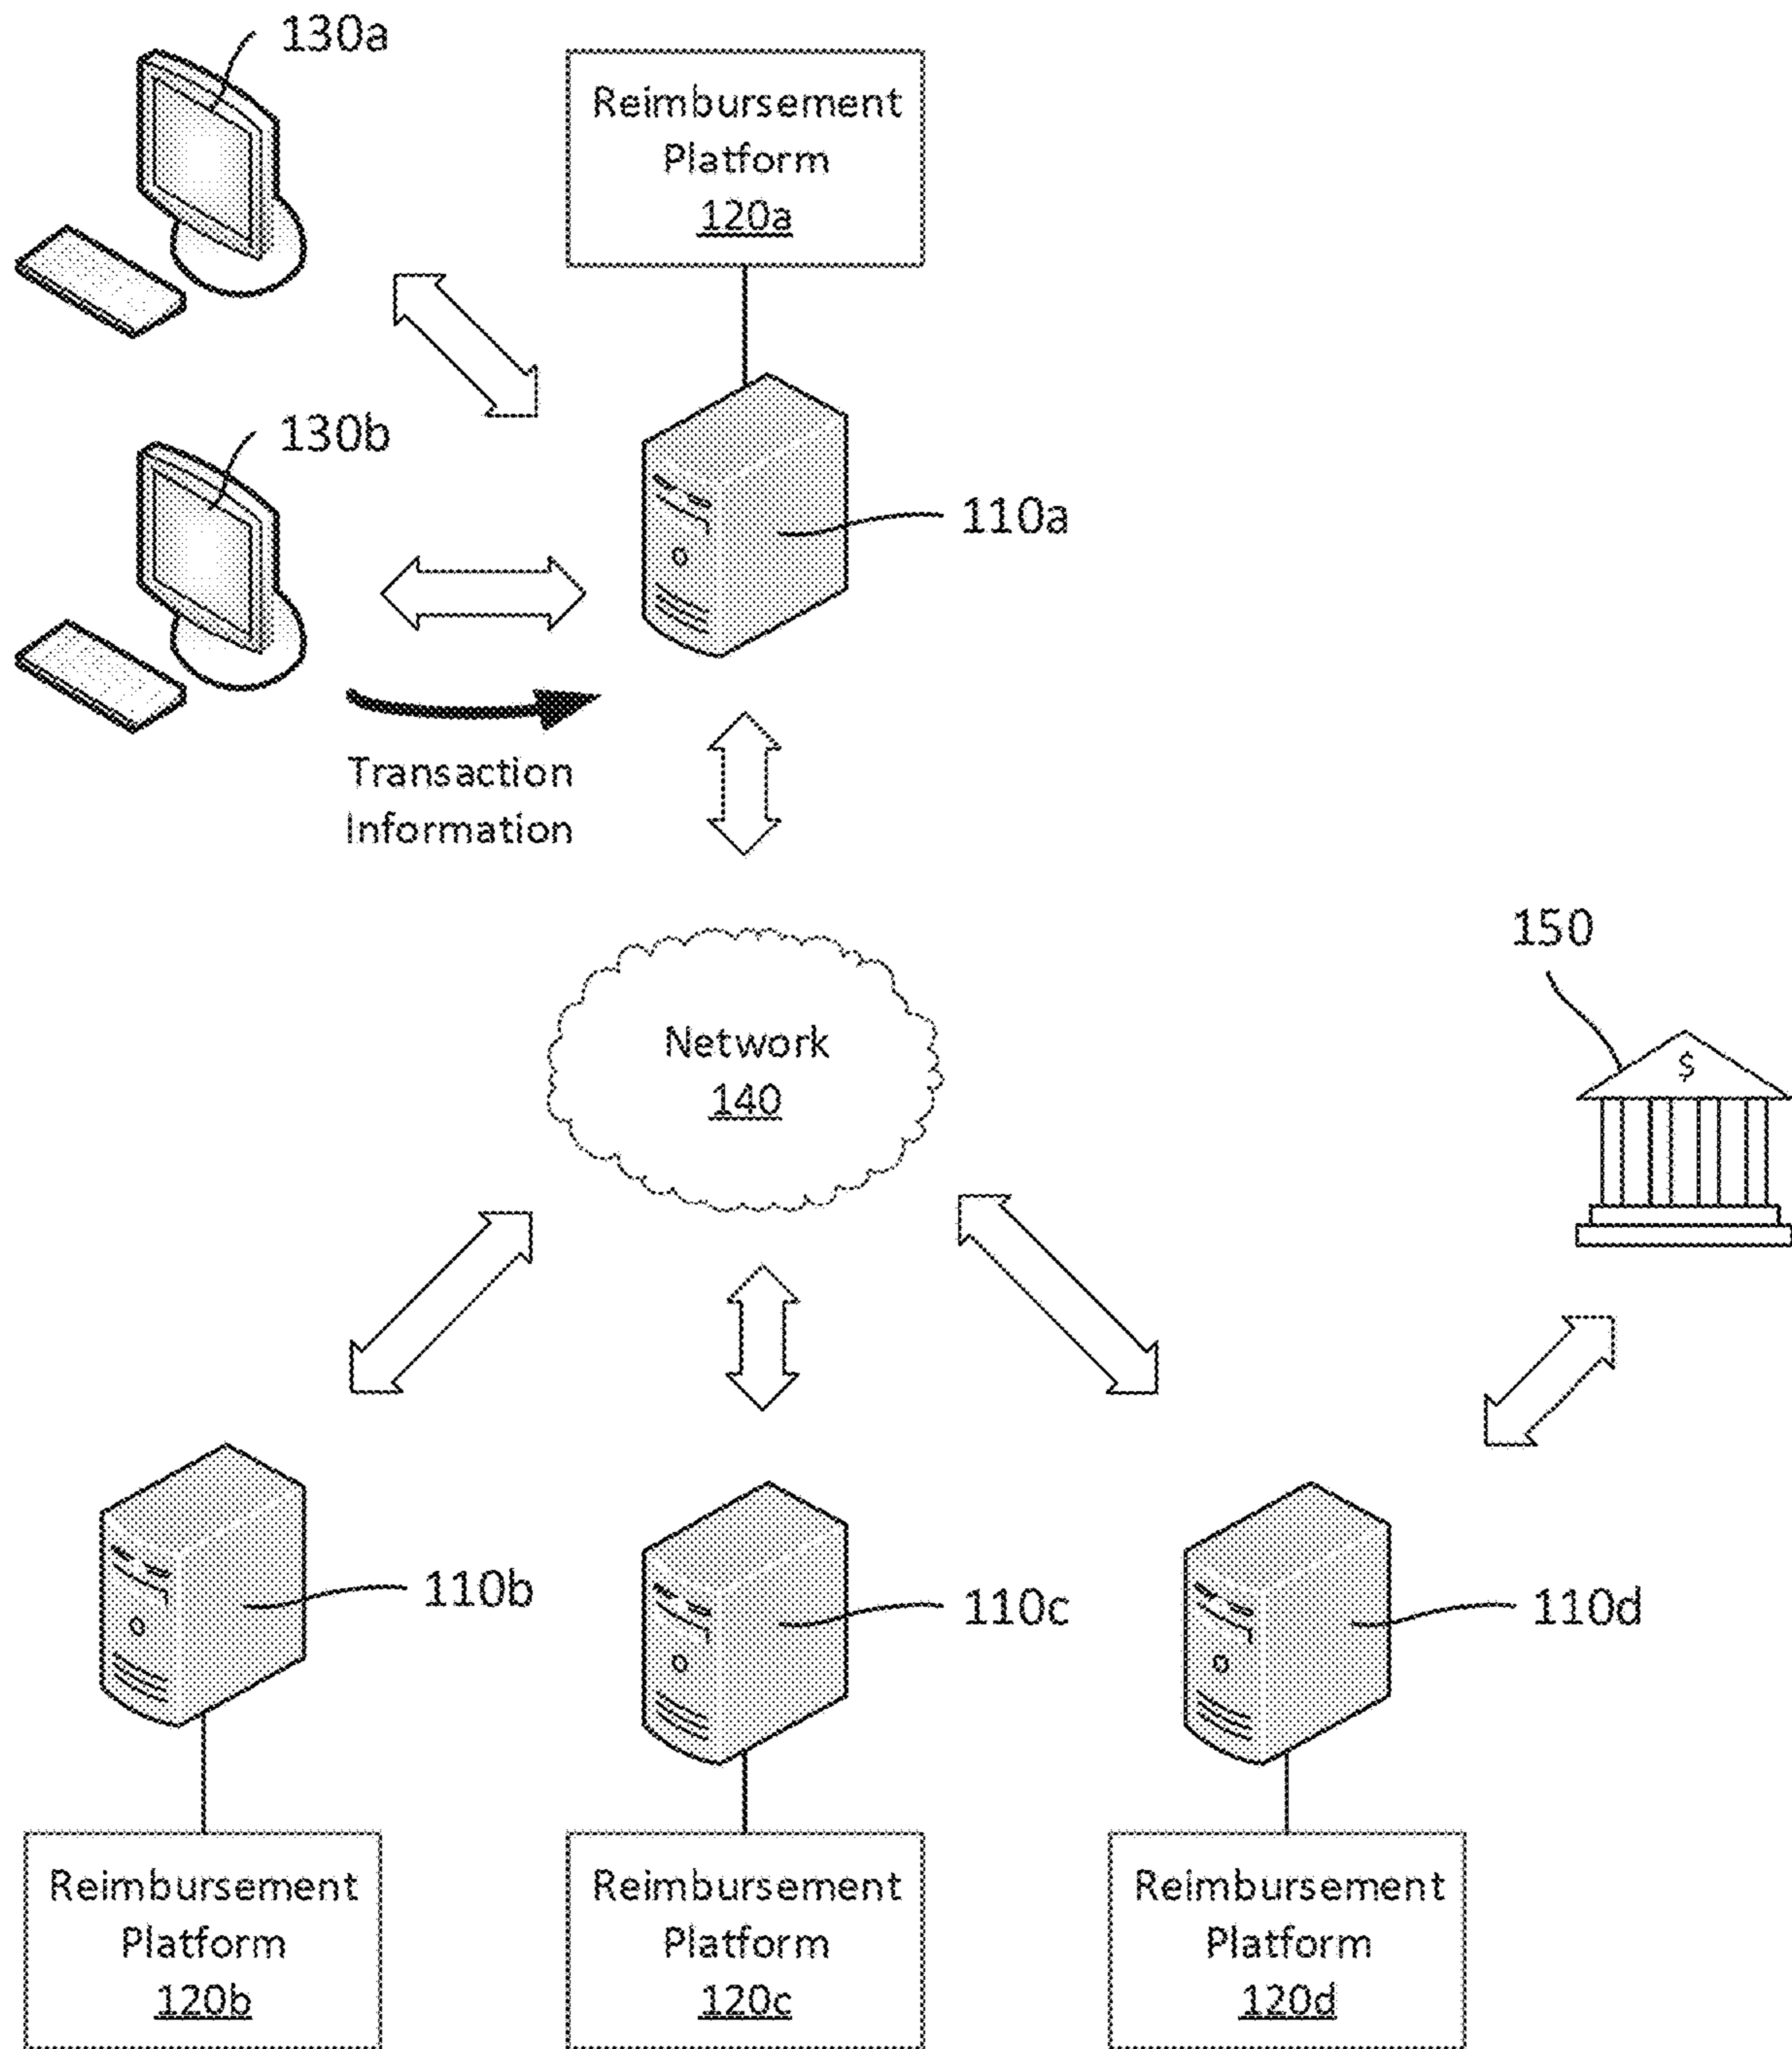 130a
Reimbursement
Platform
120a
130b
110a
Transaction
Information
150
$
Network
140
110b
110c
110d
Reimbursement
Platform
120b
Reimbursement
Platform
120c
Reimbursement
Platform
120d